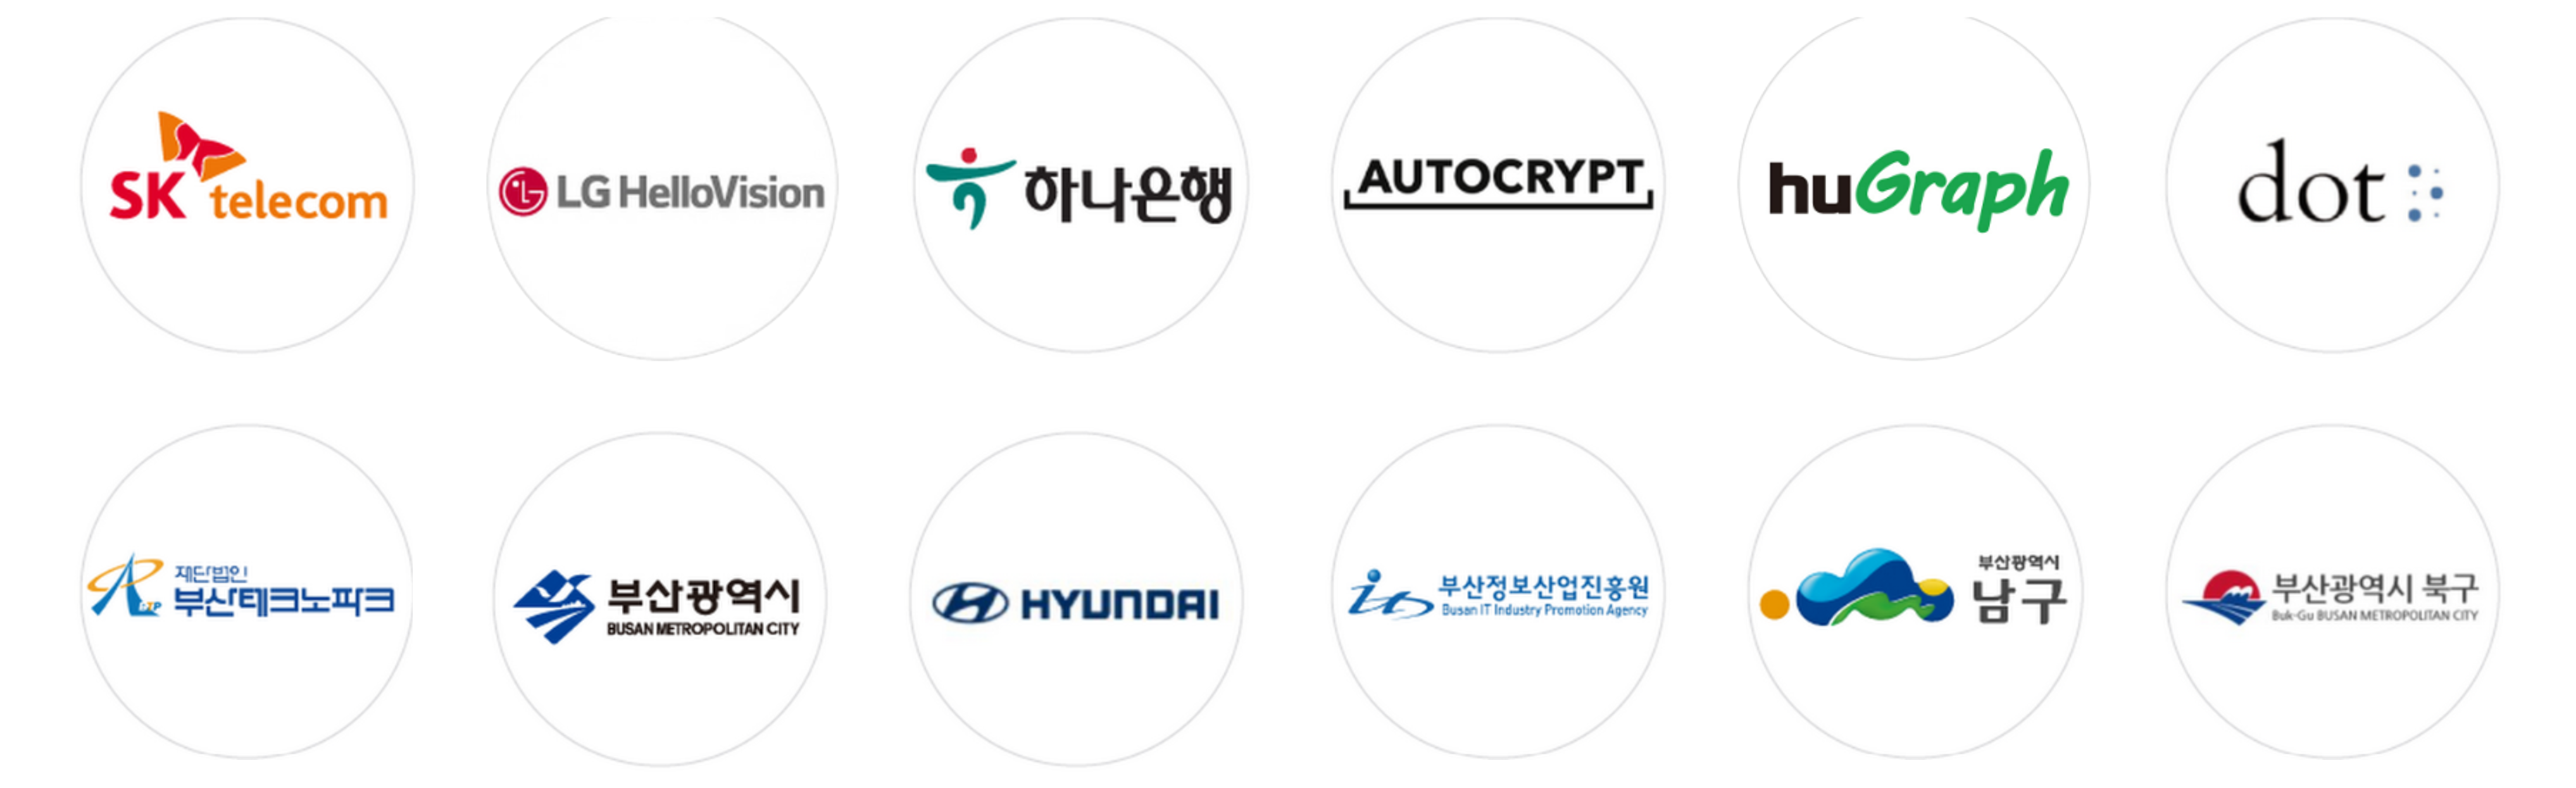 SK telecom
LG HelloVision
하나은행
AUTOCRYPT
huGraph
dot
재단법인
부산테크노파크
BTP
부산광역시
BUSAN METROPOLITAN CITY
HYUNDAI
부산정보산업진흥원
Busan IT Industry Promotion Agency
부산광역시
남구
부산광역시 북구
Buk-Gu BUSAN METROPOLITAN CITY